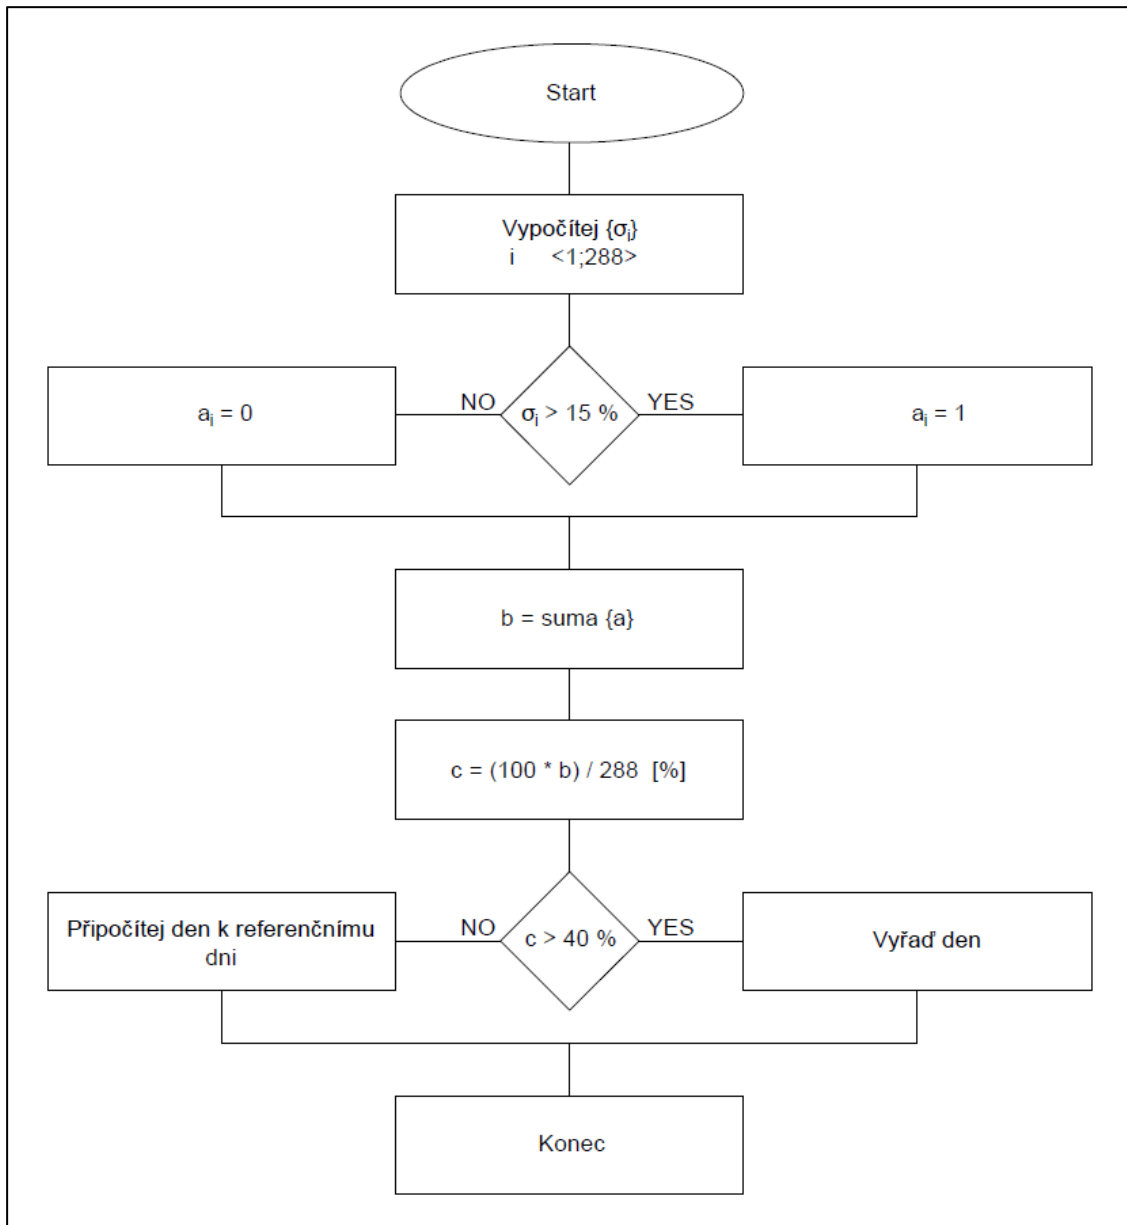 Start
Vypočítej {σᵢ}
i <1;288>
NO
σᵢ > 15 %
YES
aᵢ = 0
aᵢ = 1
b = suma {a}
c = (100 * b) / 288 [%]
NO
c > 40 %
YES
Připočítej den k referenčnímu
dni
Vyřaď den
Konec